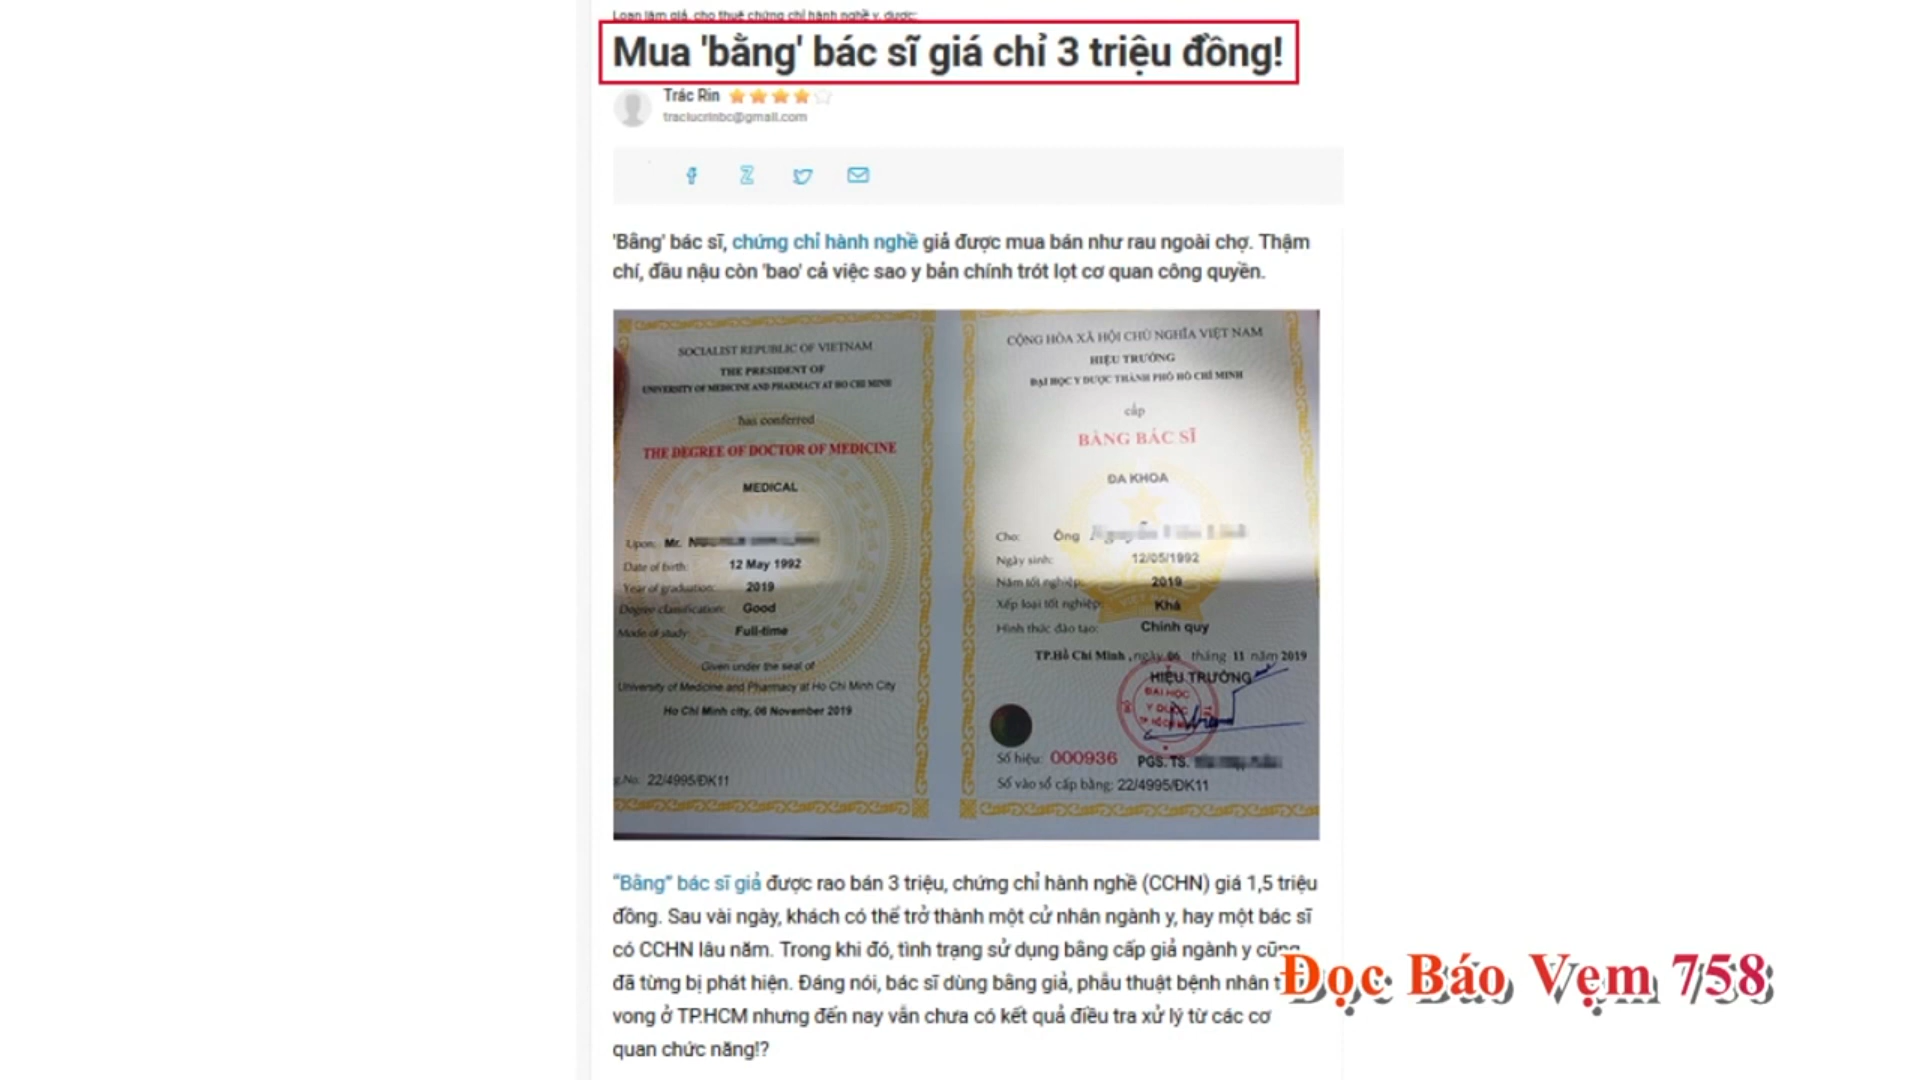 Loạn làm giả, cho thuê chứng chỉ hành nghề y, dược:
Mua 'bằng' bác sĩ giá chỉ 3 triệu đồng!
Trác Rin
traclucrinbc@gmail.com
'Bằng' bác sĩ, chứng chỉ hành nghề giả được mua bán như rau ngoài chợ. Thậm
chí, đầu nậu còn 'bao' cả việc sao y bản chính trót lọt cơ quan công quyền.
SOCIALIST REPUBLIC OF VIETNAM
THE PRESIDENT OF
UNIVERSITY OF MEDICINE AND PHARMACY AT HO CHI MINH
has conferred
THE DEGREE OF DOCTOR OF MEDICINE
MEDICAL
Upon: Mr.
Date of birth: 12 May 1992
Year of graduation: 2019
Degree classification: Good
Mode of study: Full-time
Given under the seal of
University of Medicine and Pharmacy at Ho Chi Minh City
Ho Chi Minh city, 06 November 2019
g.No. 22/4995/ĐK11
CỘNG HÒA XÃ HỘI CHỦ NGHĨA VIỆT NAM
HIỆU TRƯỞNG
ĐẠI HỌC Y DƯỢC THÀNH PHỐ HỒ CHÍ MINH
cấp
BẰNG BÁC SĨ
ĐA KHOA
Cho: Ông
Ngày sinh: 12/05/1992
Năm tốt nghiệp: 2019
Xếp loại tốt nghiệp: Khá
Hình thức đào tạo: Chính quy
TP.Hồ Chí Minh , ngày 06 tháng 11 năm 2019
HIỆU TRƯỞNG
ĐẠI HỌC
Y DƯỢC
Số hiệu: 000936 PGS. TS.
Số vào sổ cấp bằng: 22/4995/ĐK11
"Bằng" bác sĩ giả được rao bán 3 triệu, chứng chỉ hành nghề (CCHN) giá 1,5 triệu
đồng. Sau vài ngày, khách có thể trở thành một cử nhân ngành y, hay một bác sĩ
có CCHN lâu năm. Trong khi đó, tình trạng sử dụng bằng cấp giả ngành y cũng
đã từng bị phát hiện. Đáng nói, bác sĩ dùng bằng giả, phẫu thuật bệnh nhân t
vong ở TP.HCM nhưng đến nay vẫn chưa có kết quả điều tra xử lý từ các cơ
quan chức năng!?
Đọc Báo Vẹm 758